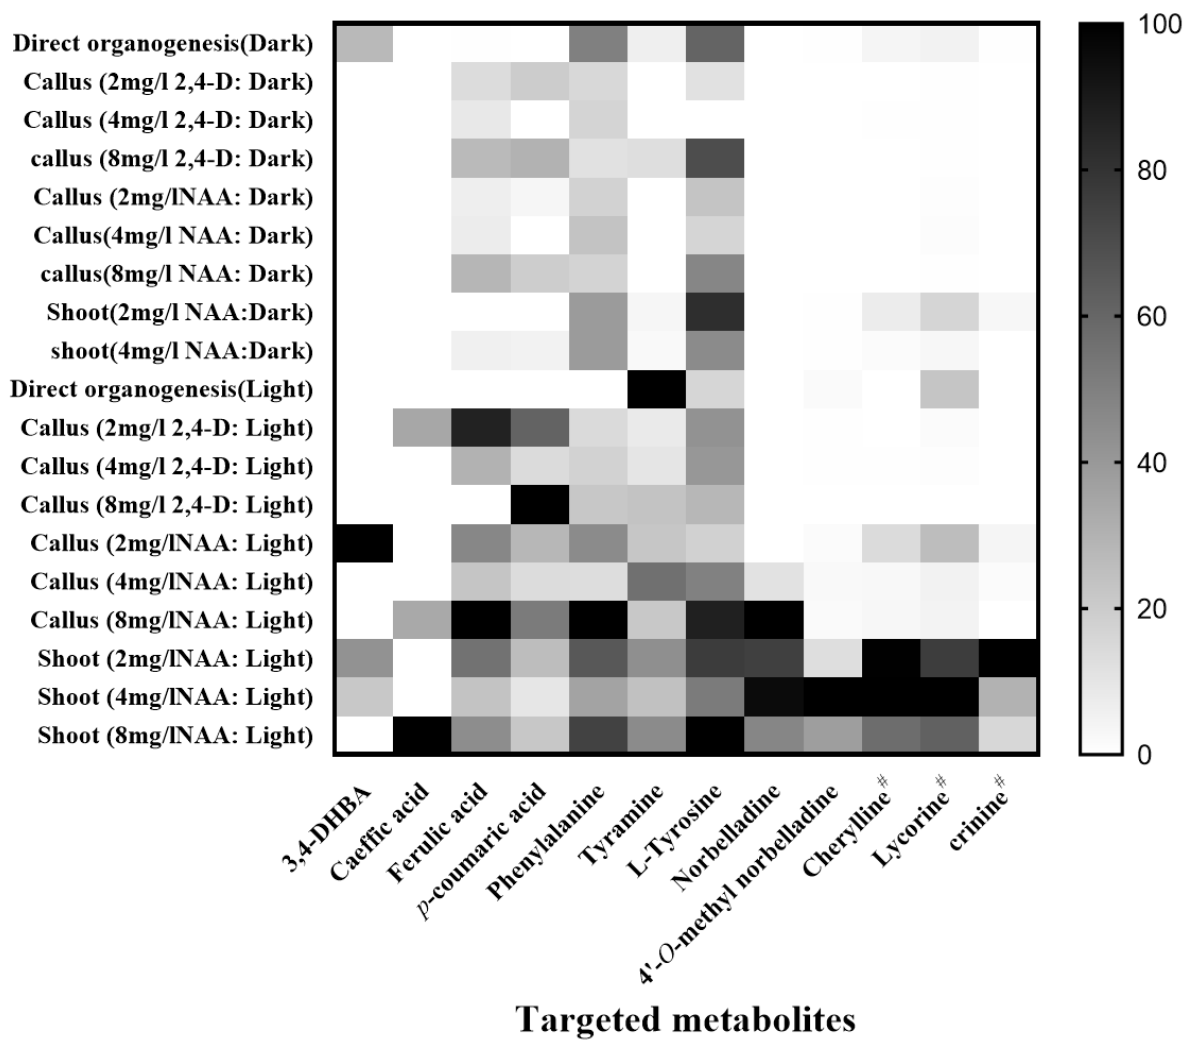 Direct organogenesis(Dark)
Callus (2mg/l 2,4-D: Dark)
Callus (4mg/l 2,4-D: Dark)
callus (8mg/l 2,4-D: Dark)
Callus (2mg/lNAA: Dark)
Callus(4mg/l NAA: Dark)
callus(8mg/l NAA: Dark)
Shoot(2mg/l NAA:Dark)
shoot(4mg/l NAA:Dark)
Direct organogenesis(Light)
Callus (2mg/l 2,4-D: Light)
Callus (4mg/l 2,4-D: Light)
Callus (8mg/l 2,4-D: Light)
Callus (2mg/lNAA: Light)
Callus (4mg/lNAA: Light)
Callus (8mg/lNAA: Light)
Shoot (2mg/lNAA: Light)
Shoot (4mg/lNAA: Light)
Shoot (8mg/lNAA: Light)
100
80
60
40
20
0
3,4-DHBA
Caeffic acid
Ferulic acid
p-coumaric acid
Phenylalanine
Tyramine
L-Tyrosine
Norbelladine
4'-O-methyl norbelladine
Cherylline#
Lycorine#
crinine#
Targeted metabolites